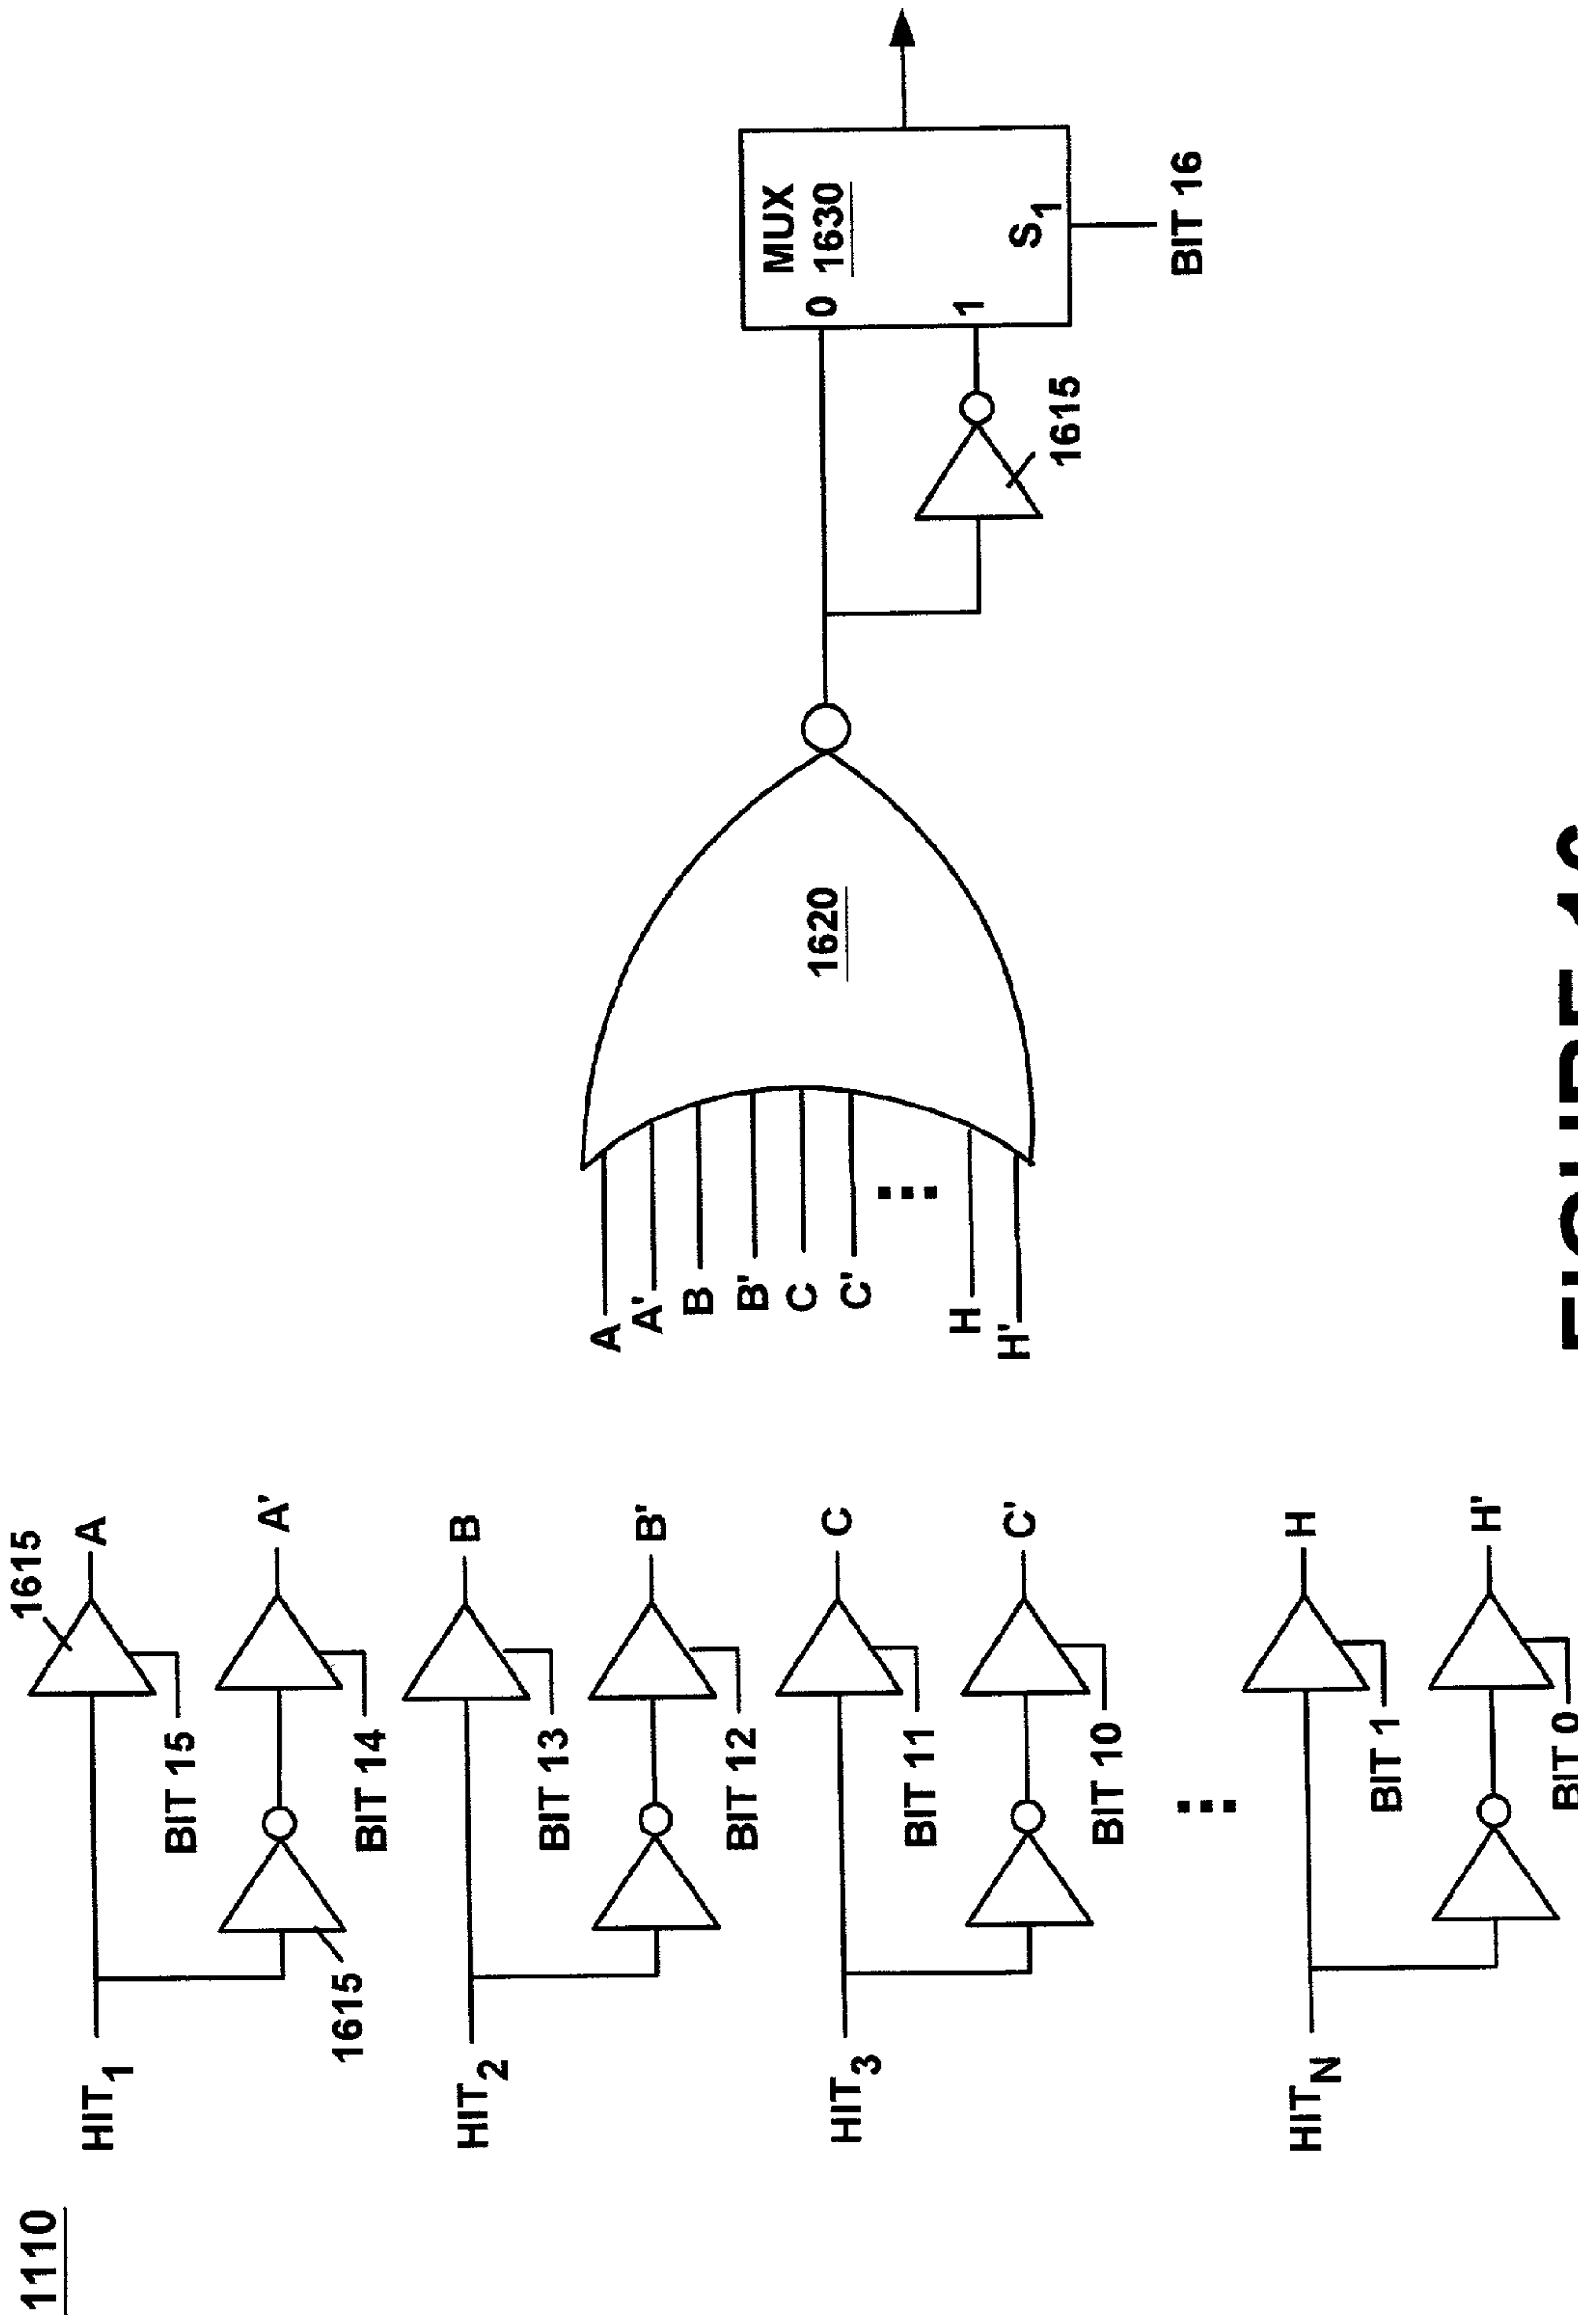 1110
HIT1
1615
A
BIT 15
1615
A'
BIT 14
HIT2
B
BIT 13
B'
BIT 12
HIT3
C
BIT 11
C'
BIT 10
HITN
H
BIT 1
H'
BIT 0
A
A'
B
B'
C
C'
H
H'
1620
1615
MUX
1630
0
1
S1
BIT 16